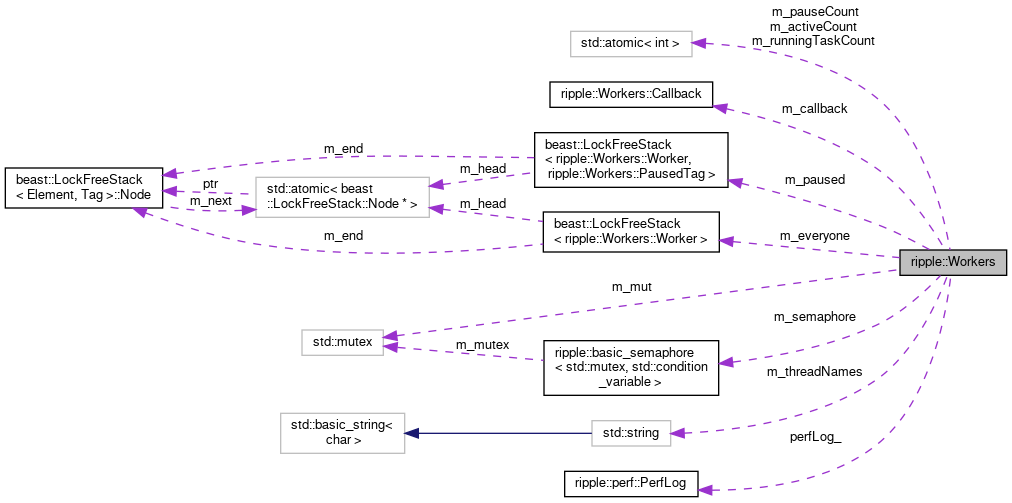 m_pauseCount
m_activeCount
m_runningTaskCount
std::atomic< int >
ripple::Workers::Callback
m_callback
beast::LockFreeStack
< ripple::Workers::Worker,
ripple::Workers::PausedTag >
m_end
m_head
m_paused
beast::LockFreeStack
< Element, Tag >::Node
ptr
m_next
std::atomic< beast
::LockFreeStack::Node * >
m_head
beast::LockFreeStack
< ripple::Workers::Worker >
m_everyone
m_end
ripple::Workers
m_mut
m_semaphore
std::mutex
m_mutex
ripple::basic_semaphore
< std::mutex, std::condition
_variable >
m_threadNames
std::basic_string<
char >
std::string
perfLog_
ripple::perf::PerfLog